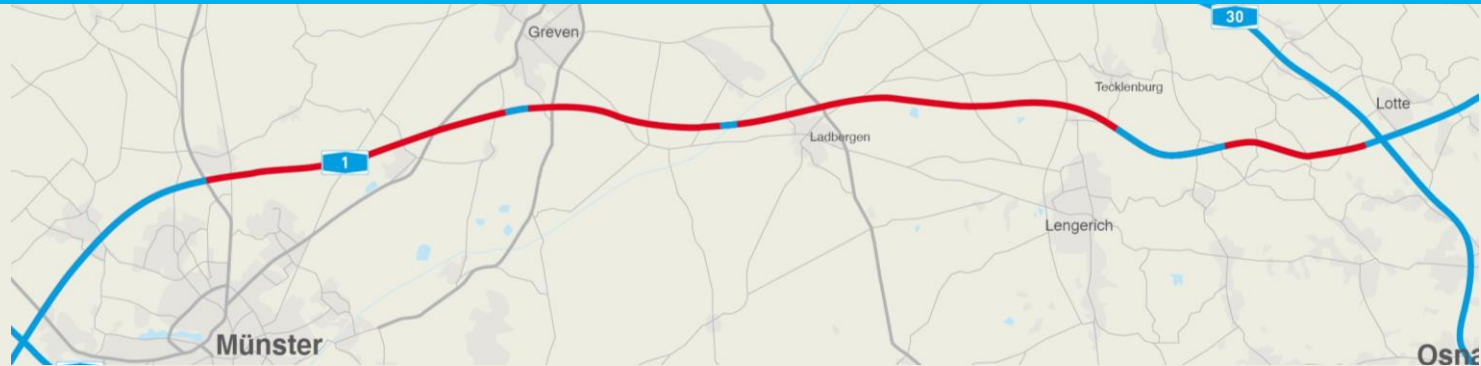 30
Greven
Tecklenburg
Lotte
Ladbergen
1
Lengerich
Münster
Osna